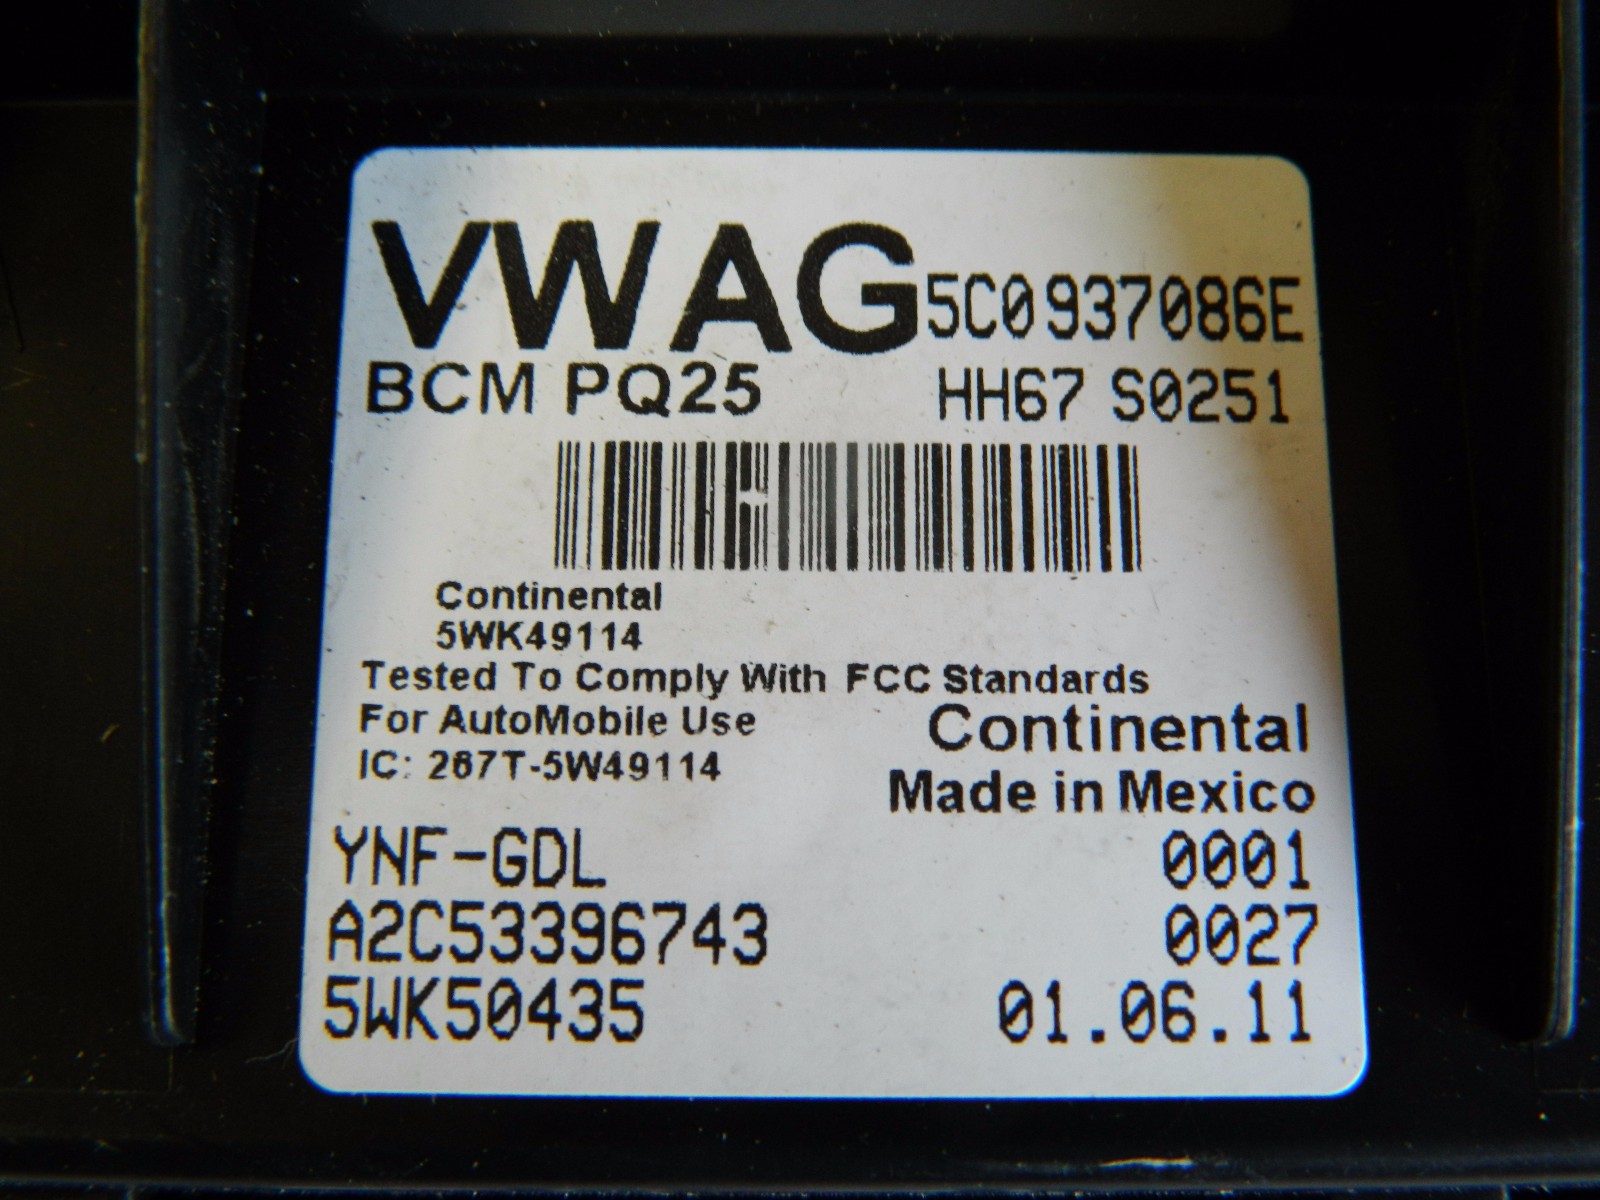 VWAG 5C0937086E
BCM PQ25 HH67 S0251
Continental
5WK49114
Tested To Comply With FCC Standards
For AutoMobile Use
Continental
IC: 267T-5W49114
Made in Mexico
YNF-GDL 0001
A2C53396743 0027
5WK50435 01.06.11